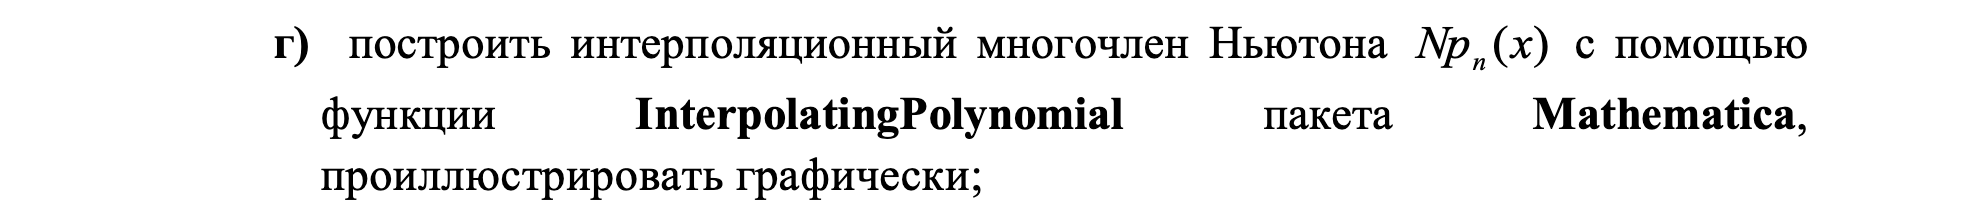 г) построить интерполяционный многочлен Ньютона Npₙ(x) с помощью
функции InterpolatingPolynomial пакета Mathematica,
проиллюстрировать графически;